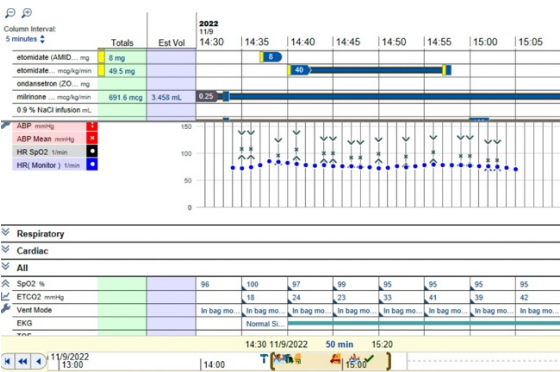 2022
11/9
Column Interval:
5 minutes
Totals Est Vol 14:30 14:35 14:40 14:45 14:50 14:55 15:00 15:05
etomidate (AMID... mg 8 mg 8
etomidate... mcg/kg/min 49.5 mg 40
ondansetron (ZO... mg
milrinone ... mcg/kg/min 691.6 mcg 3.458 mL 0.25
0.9 % NaCl infusion mL
ABP mmHg 150
ABP Mean mmHg
HR SpO2 1/min 100
HR( Monitor ) 1/min
50
0
Respiratory
Cardiac
All
SpO2 % 96 100 97 99 95 95 95 95
ETCO2 mmHg 18 24 23 33 41 39 42
Vent Mode In bag mo... In bag mo... In bag mo... In bag mo... In bag mo... In bag mo... In bag mo... In bag mo...
EKG Normal Si...
14:30 11/9/2022 50 min 15:20
11/9/2022
13:00 14:00 15:00